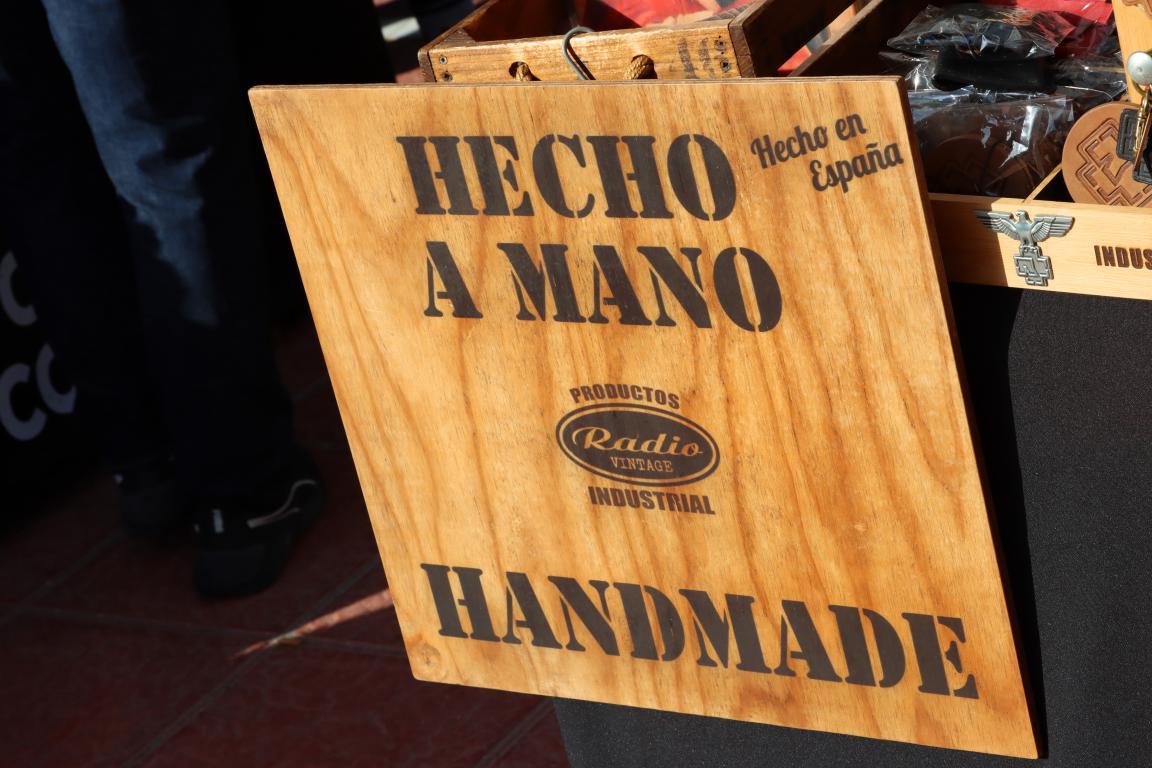 HECHO
A MANO
Hecho en
España
PRODUCTOS
Radio
VINTAGE
INDUSTRIAL
HANDMADE